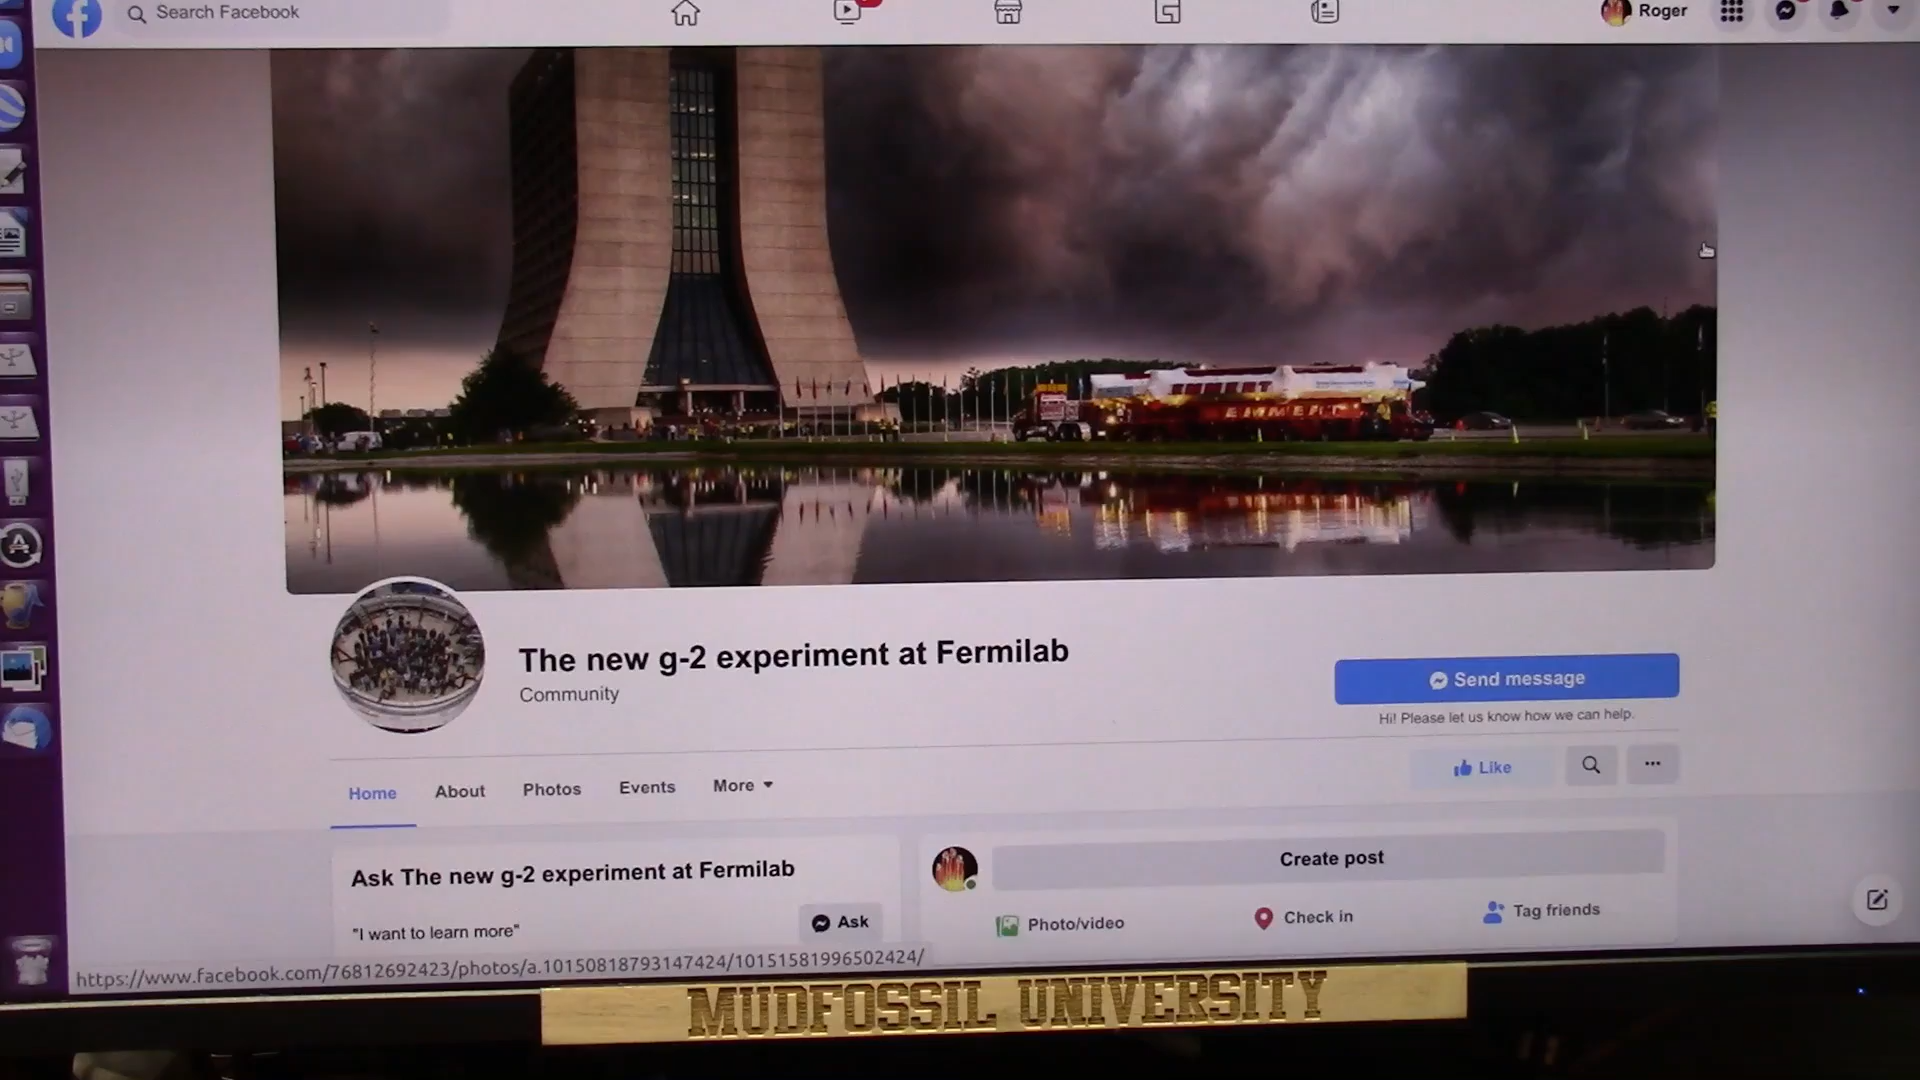 Search Facebook
Roger
EMMERT
The new g-2 experiment at Fermilab
Community
Send message
Hi! Please let us know how we can help.
Like
Home
About
Photos
Events
More
Ask The new g-2 experiment at Fermilab
"I want to learn more"
Ask
Create post
Photo/video
Check in
Tag friends
https://www.facebook.com/76812692423/photos/a.10150818793147424/10151581996502424/
MUDFOSSIL UNIVERSITY